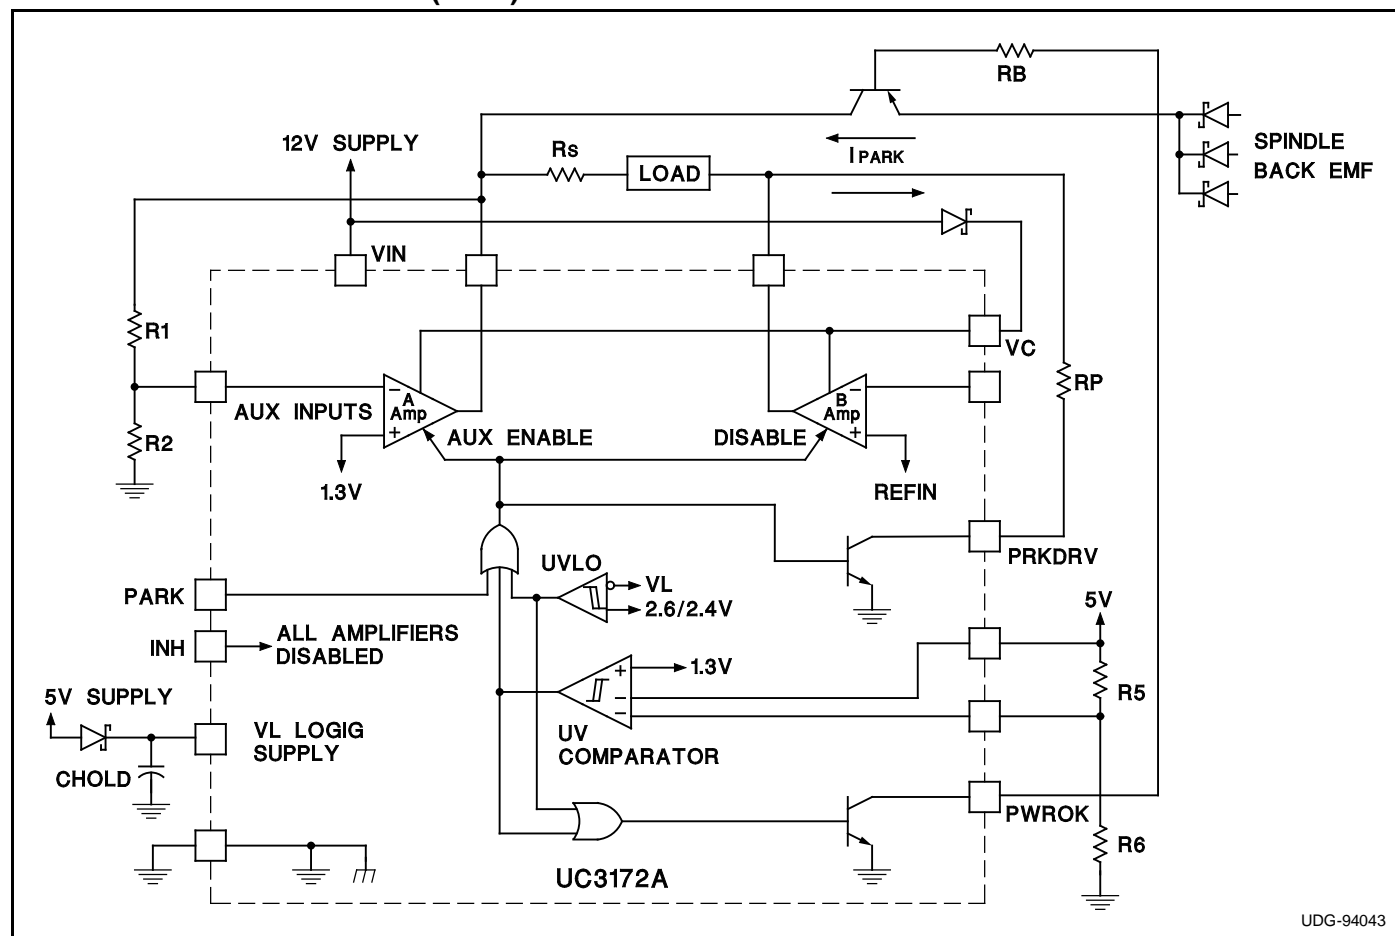 RB
12V SUPPLY
Rs
LOAD
I PARK
SPINDLE
BACK EMF
VIN
R1
VC
RP
AUX INPUTS
−
A
Amp
+
B
Amp
−
+
R2
AUX ENABLE
DISABLE
1.3V
REFIN
UVLO
PRKDRV
PARK
VL
2.6/2.4V
5V
INH
ALL AMPLIFIERS
DISABLED
1.3V
+
−
−
R5
5V SUPPLY
VL LOGIG
SUPPLY
UV
COMPARATOR
CHOLD
PWROK
R6
UC3172A
UDG-94043